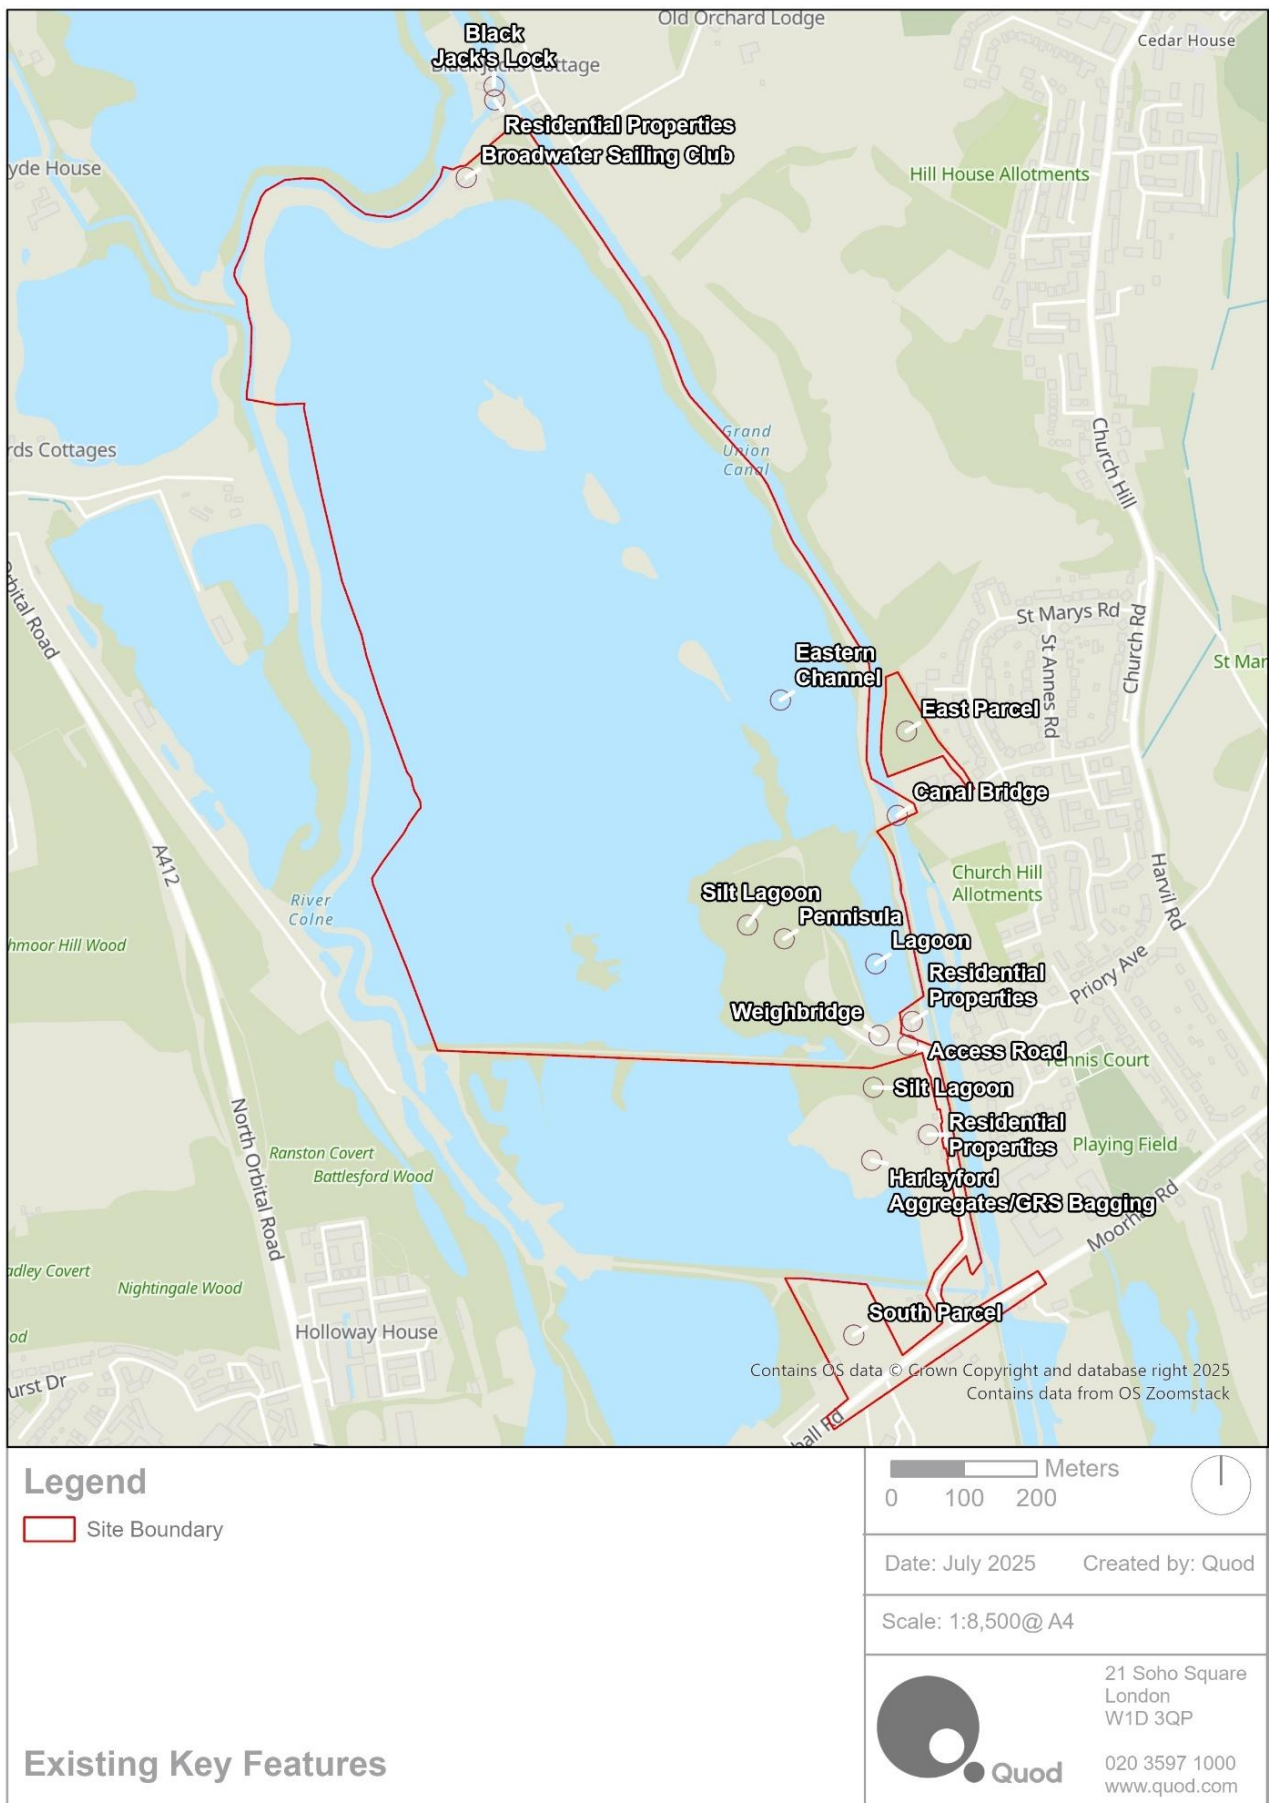 Old Orchard Lodge
Black
Jack's Lock
Cottage
Cedar House
Residential Properties
Broadwater Sailing Club
yde House
Hill House Allotments
Grand
Union
Canal
Church Hill
rds Cottages
Orbital Road
St Marys Rd
St Annes Rd
Church Rd
St Mar
Eastern
Channel
East Parcel
Canal Bridge
A412
Church Hill
Allotments
Harvil Rd
River
Colne
Silt Lagoon
Pennisula
Lagoon
hmoor Hill Wood
Priory Ave
Residential
Properties
Weighbridge
Access Road
Tennis Court
Silt Lagoon
North Orbital Road
Residential
Properties
Playing Field
Ranston Covert
Battlesford Wood
Harleyford
Aggregates/GRS Bagging
Moorhall Rd
adley Covert
Nightingale Wood
od
South Parcel
Holloway House
urst Dr
hall Rd
Contains OS data © Crown Copyright and database right 2025
Contains data from OS Zoomstack
Legend
Site Boundary
Existing Key Features
Meters
0 100 200
Date: July 2025 Created by: Quod
Scale: 1:8,500@ A4
Quod
21 Soho Square
London
W1D 3QP
020 3597 1000
www.quod.com